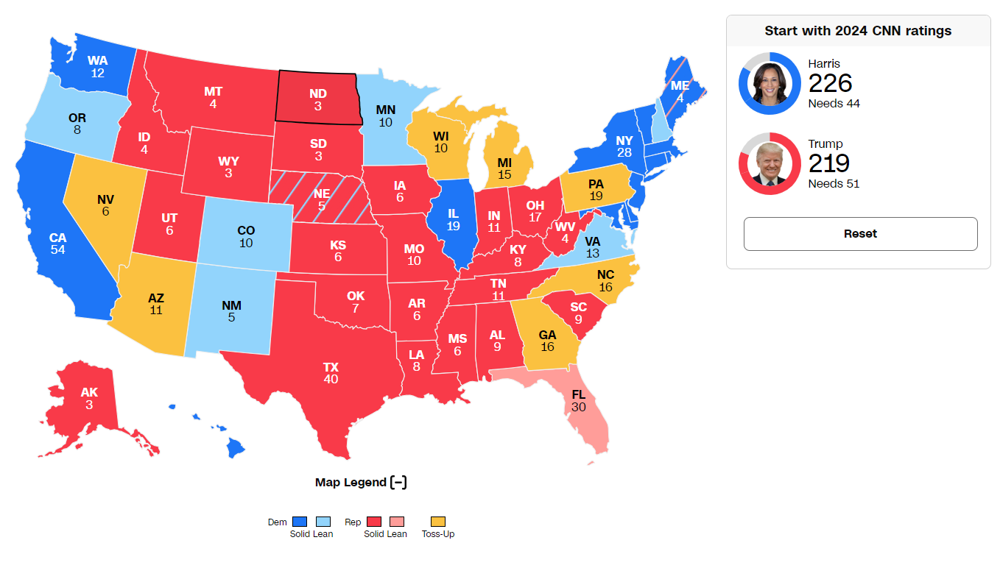 Start with 2024 CNN ratings
Harris
226
Needs 44
Trump
219
Needs 51
Reset
WA
12
OR
8
CA
54
NV
6
ID
4
MT
4
WY
3
UT
6
AZ
11
CO
10
NM
5
ND
3
SD
3
NE
5
KS
6
OK
7
TX
40
MN
10
IA
6
MO
10
AR
6
LA
8
WI
10
IL
19
MI
15
IN
11
OH
17
KY
8
TN
11
MS
6
AL
9
GA
16
FL
30
SC
9
NC
16
VA
13
WV
4
PA
19
NY
28
ME
4
AK
3
Map Legend [−]
Dem
Rep
Solid Lean
Solid Lean
Toss-Up